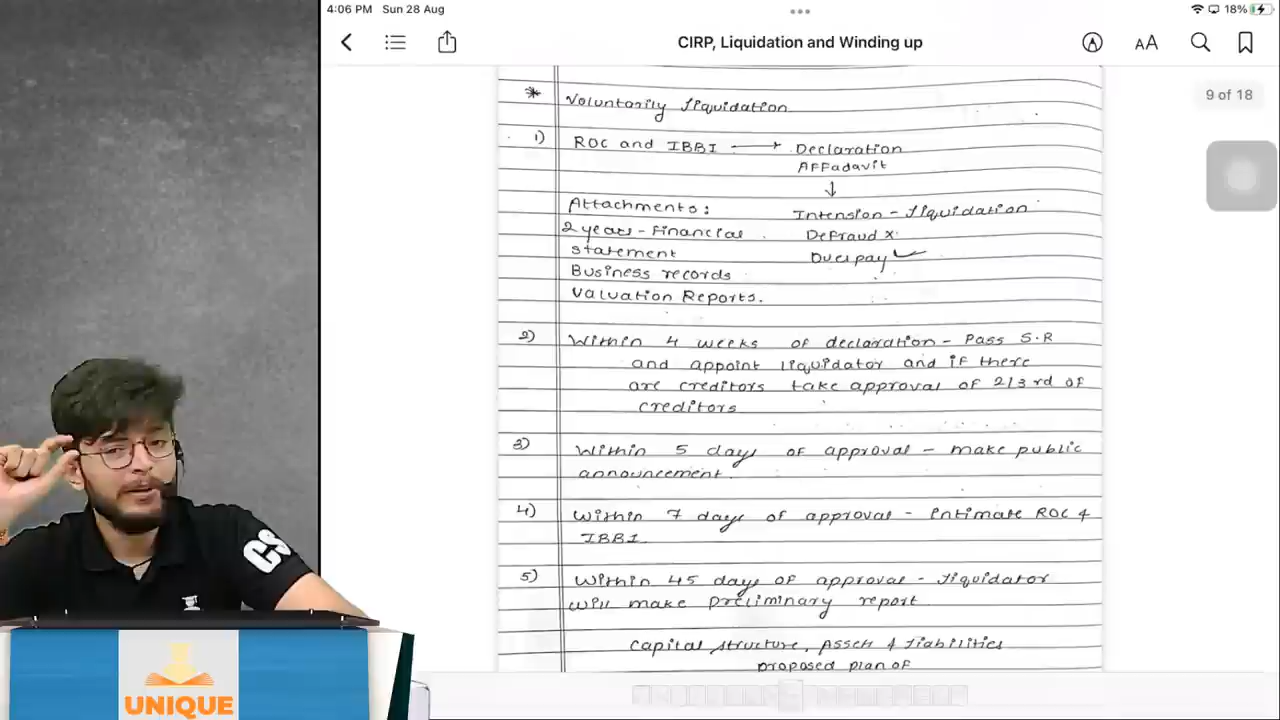 4:06 PM Sun 28 Aug
18%
CIRP, Liquidation and Winding up
AA
9 of 18
* Voluntarily liquidation
1) ROC and IBBI → Declaration
AFFadavit
↓
Attachments: Intension - liquidation
2 years - Financial DeFraud x
statement Duespay ✓
Business records
Valuation Reports.
2) Within 4 weeks of declaration - Pass S.R
and appoint liquidator and if there
are creditors take approval of 2/3rd of
creditors
3) Within 5 days of approval - make public
announcement.
4) Within 7 days of approval - Intimate ROC &
IBBI
5) Within 45 days of approval - liquidator
will make preliminary report
capital structure, Assets & liabilities
proposed plan of
CS
UNIQUE